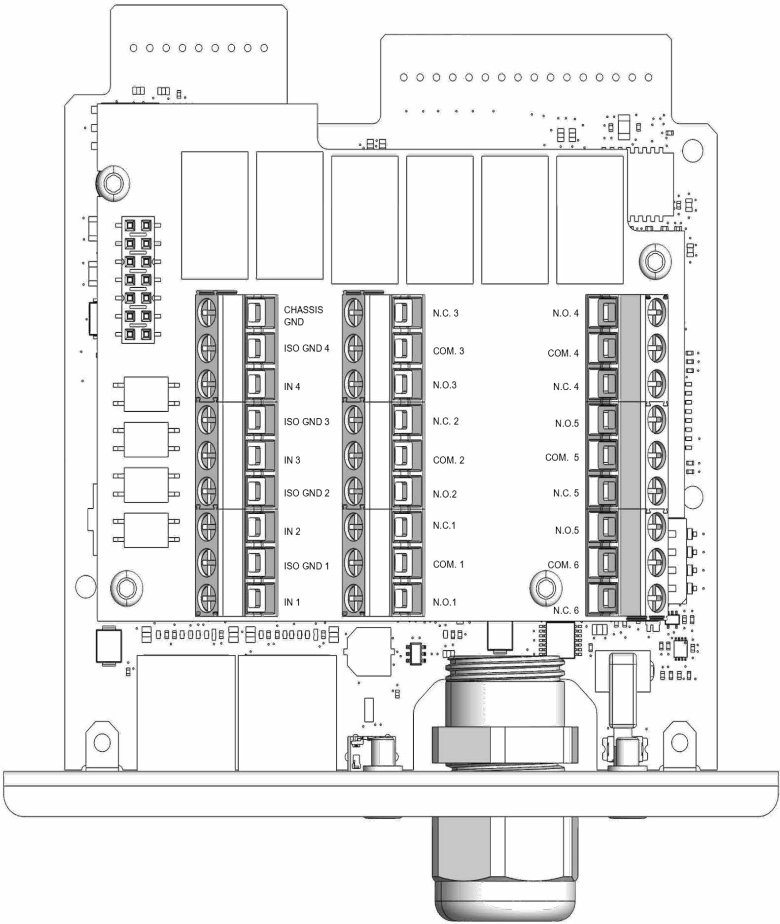 CHASSIS
GND
ISO GND 4
IN 4
ISO GND 3
IN 3
ISO GND 2
IN 2
ISO GND 1
IN 1
N.C. 3
COM. 3
N.O.3
N.C. 2
COM. 2
N.O.2
N.C.1
COM. 1
N.O.1
N.O. 4
COM. 4
N.C. 4
N.O.5
COM. 5
N.C. 5
N.O.5
COM. 6
N.C. 6